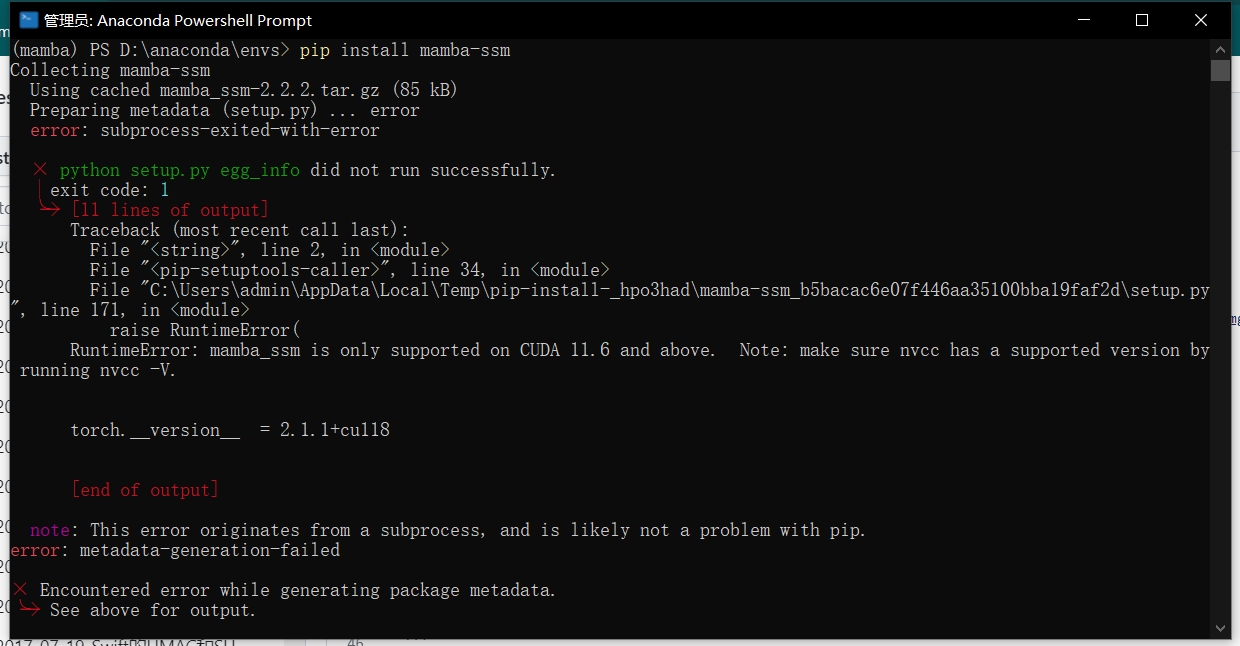 管理员: Anaconda Powershell Prompt
(mamba) PS D:\anaconda\envs> pip install mamba-ssm
Collecting mamba-ssm
Using cached mamba_ssm-2.2.2.tar.gz (85 kB)
Preparing metadata (setup.py) ... error
error: subprocess-exited-with-error
× python setup.py egg_info did not run successfully.
exit code: 1
[11 lines of output]
Traceback (most recent call last):
File "<string>", line 2, in <module>
File "<pip-setuptools-caller>", line 34, in <module>
File "C:\Users\admin\AppData\Local\Temp\pip-install-_hpo3had\mamba-ssm_b5bacac6e07f446aa35100bba19faf2d\setup.py
", line 171, in <module>
raise RuntimeError(
RuntimeError: mamba_ssm is only supported on CUDA 11.6 and above.  Note: make sure nvcc has a supported version by
running nvcc -V.
torch.__version__  = 2.1.1+cu118
[end of output]
note: This error originates from a subprocess, and is likely not a problem with pip.
error: metadata-generation-failed
× Encountered error while generating package metadata.
See above for output.